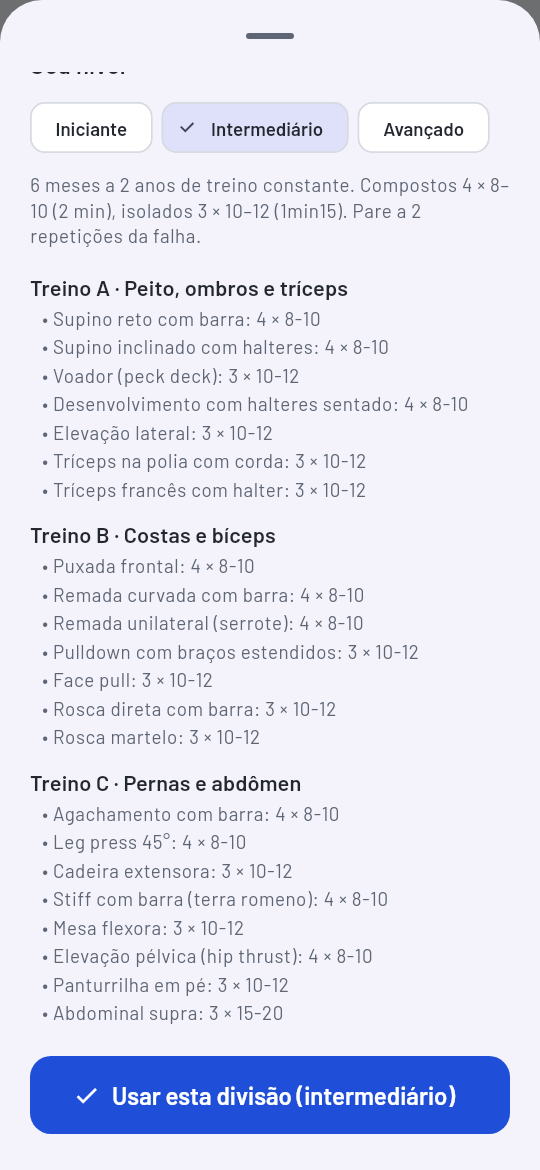 Seu nível
Iniciante
Intermediário
Avançado
6 meses a 2 anos de treino constante. Compostos 4 × 8–
10 (2 min), isolados 3 × 10–12 (1min15). Pare a 2
repetições da falha.
Treino A · Peito, ombros e tríceps
• Supino reto com barra: 4 × 8-10
• Supino inclinado com halteres: 4 × 8-10
• Voador (peck deck): 3 × 10-12
• Desenvolvimento com halteres sentado: 4 × 8-10
• Elevação lateral: 3 × 10-12
• Tríceps na polia com corda: 3 × 10-12
• Tríceps francês com halter: 3 × 10-12
Treino B · Costas e bíceps
• Puxada frontal: 4 × 8-10
• Remada curvada com barra: 4 × 8-10
• Remada unilateral (serrote): 4 × 8-10
• Pulldown com braços estendidos: 3 × 10-12
• Face pull: 3 × 10-12
• Rosca direta com barra: 3 × 10-12
• Rosca martelo: 3 × 10-12
Treino C · Pernas e abdômen
• Agachamento com barra: 4 × 8-10
• Leg press 45°: 4 × 8-10
• Cadeira extensora: 3 × 10-12
• Stiff com barra (terra romeno): 4 × 8-10
• Mesa flexora: 3 × 10-12
• Elevação pélvica (hip thrust): 4 × 8-10
• Panturrilha em pé: 3 × 10-12
• Abdominal supra: 3 × 15-20
Usar esta divisão (intermediário)